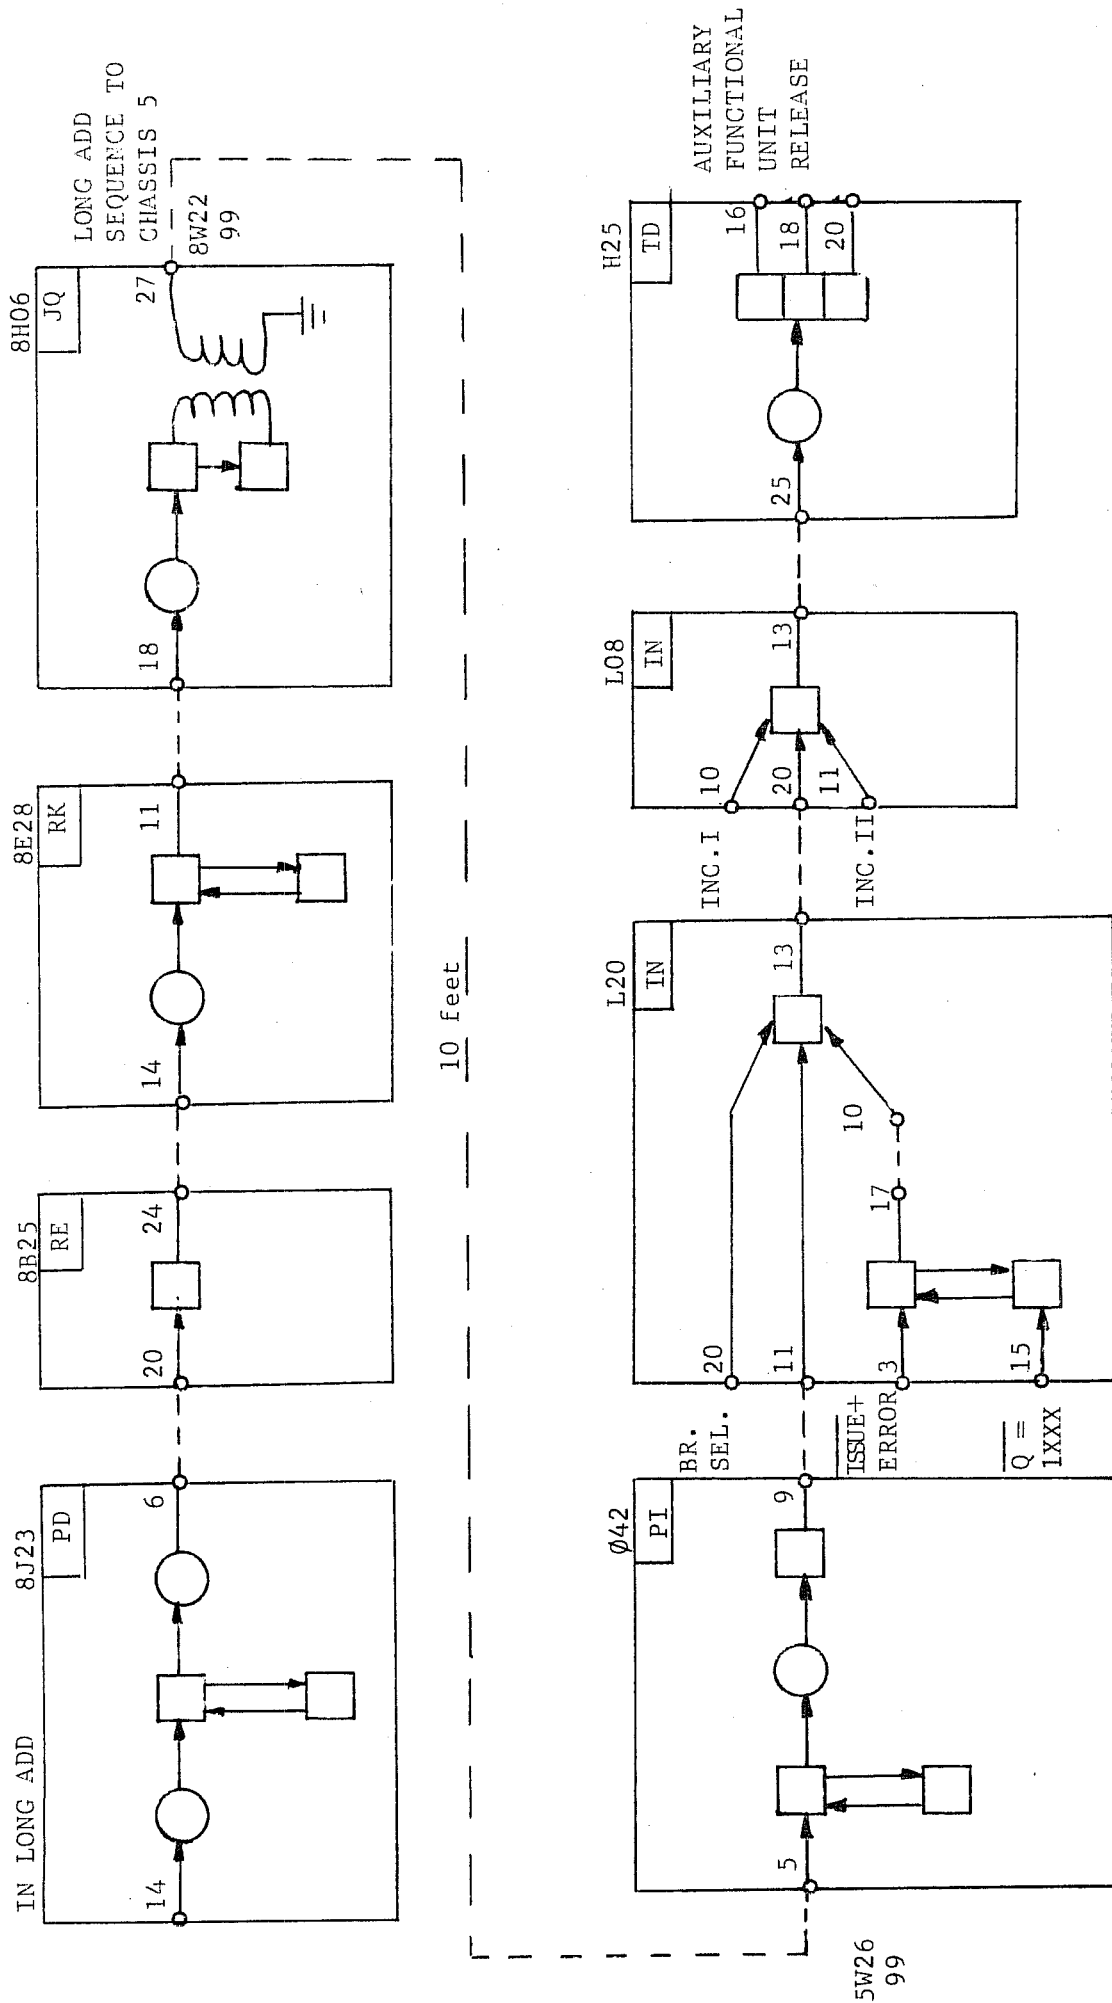 IN LONG ADD
8J23
PD
14
6
8B25
RE
20
24
8E28
RK
14
11
8H06
JQ
18
27
LONG ADD
SEQUENCE TO
CHASSIS 5
8W22
99
10 feet
5W26
99
Ø42
PI
5
9
BR.
SEL.
ISSUE+
ERROR
Q =
1XXX
L20
IN
20
11
3
15
17
10
13
INC.I
INC.II
L08
IN
10
20
11
13
H25
TD
25
16
18
20
AUXILIARY
FUNCTIONAL
UNIT
RELEASE